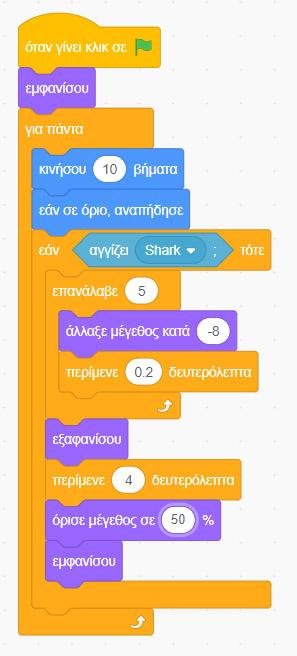 όταν γίνει κλικ σε
εμφανίσου
για πάντα
κινήσου 10 βήματα
εάν σε όριο, αναπήδησε
εάν αγγίζει Shark ; τότε
επανάλαβε 5
άλλαξε μέγεθος κατά -8
περίμενε 0.2 δευτερόλεπτα
εξαφανίσου
περίμενε 4 δευτερόλεπτα
όρισε μέγεθος σε 50 %
εμφανίσου